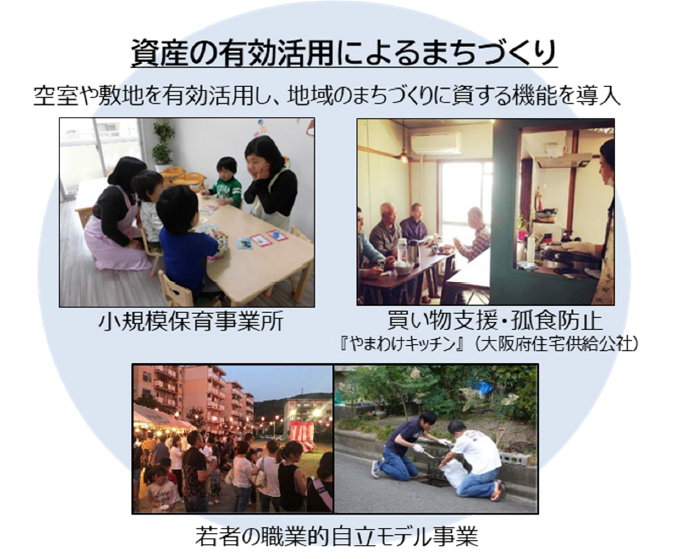 資産の有効活用によるまちづくり
空室や敷地を有効活用し、地域のまちづくりに資する機能を導入
小規模保育事業所
買い物支援・孤食防止
『やまわけキッチン』（大阪府住宅供給公社）
若者の職業的自立モデル事業